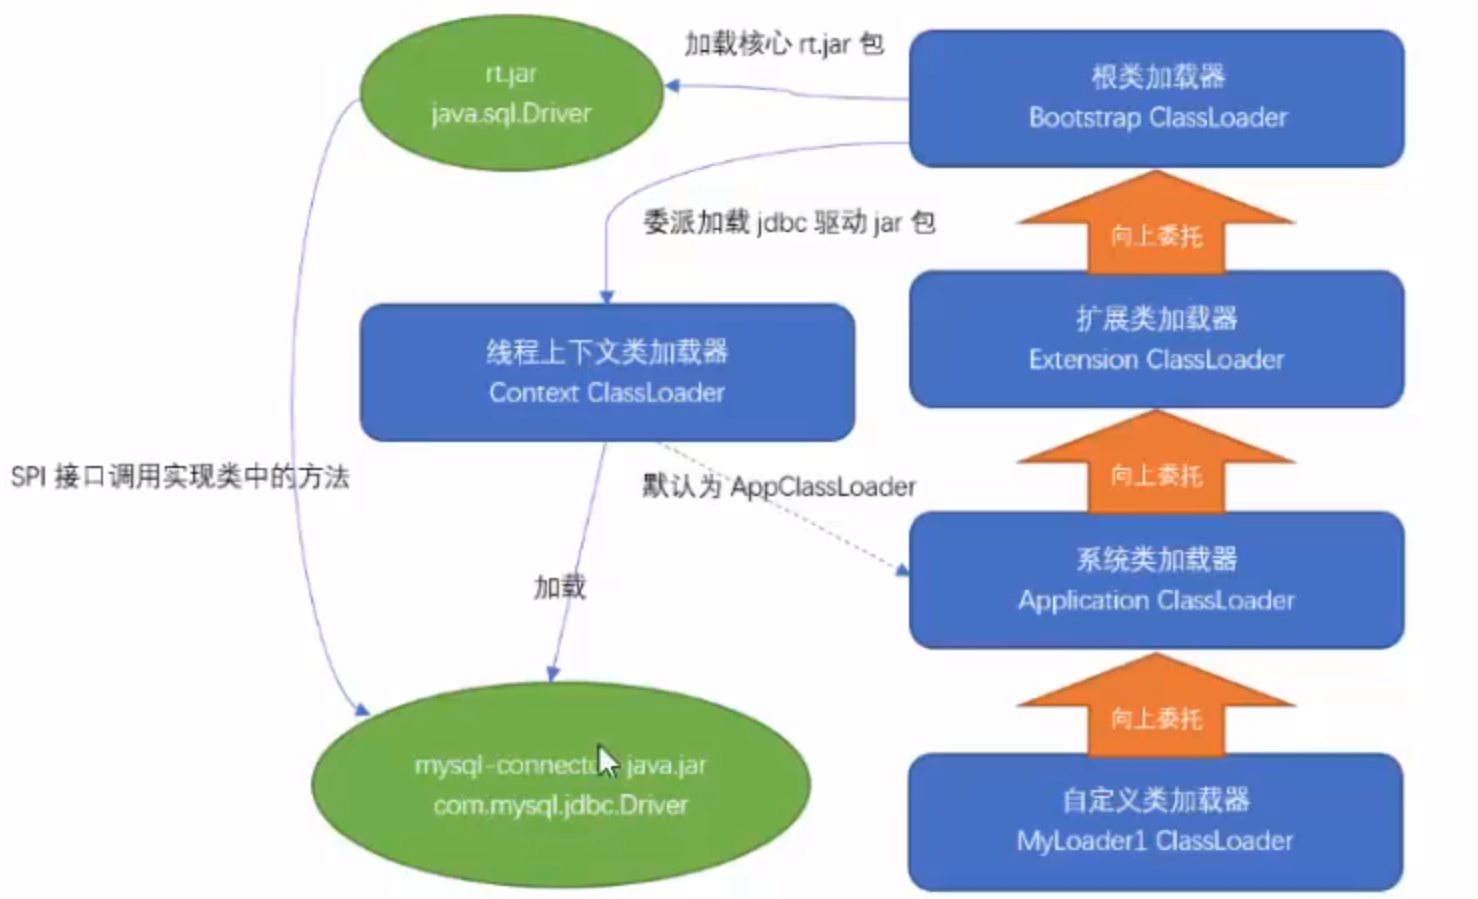 加载核心 rt.jar 包
rt.jar
java.sql.Driver
根类加载器
Bootstrap ClassLoader
委派加载 jdbc 驱动 jar 包
向上委托
线程上下文类加载器
Context ClassLoader
扩展类加载器
Extension ClassLoader
SPI 接口调用实现类中的方法
默认为 AppClassLoader
向上委托
加载
系统类加载器
Application ClassLoader
向上委托
mysql-connect java.jar
com.mysql.jdbc.Driver
自定义类加载器
MyLoader1 ClassLoader